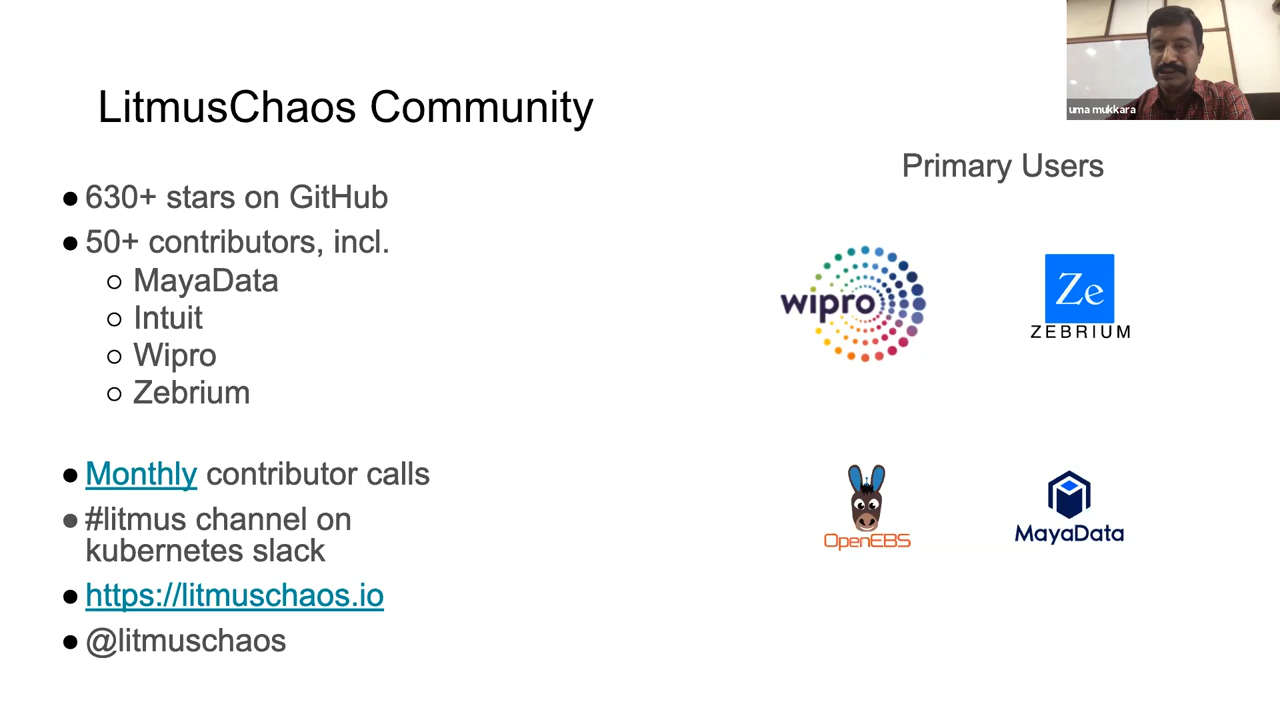 uma mukkara
LitmusChaos Community
● 630+ stars on GitHub
● 50+ contributors, incl.
○ MayaData
○ Intuit
○ Wipro
○ Zebrium
● Monthly contributor calls
● #litmus channel on
kubernetes slack
● https://litmuschaos.io
● @litmuschaos
Primary Users
wipro
Ze
ZEBRIUM
OpenEBS
MayaData